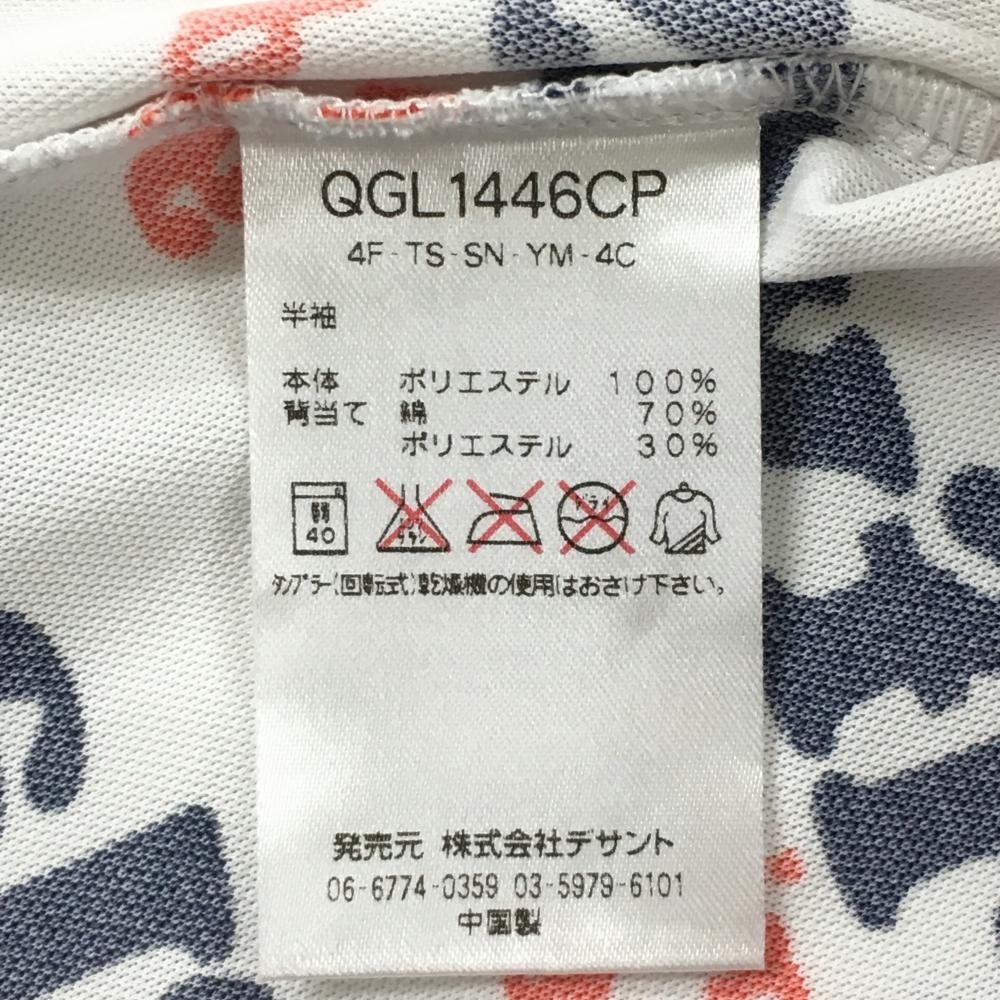 QGL1446CP
4F-TS-SN-YM-4C
半袖
本体 ポリエステル 100%
背当て 綿 70%
ポリエステル 30%
弱 40
ドライ
タンブラー(回転式)乾燥機の使用はおさけ下さい。
発売元 株式会社デサント
06-6774-0359 03-5979-6101
中国製